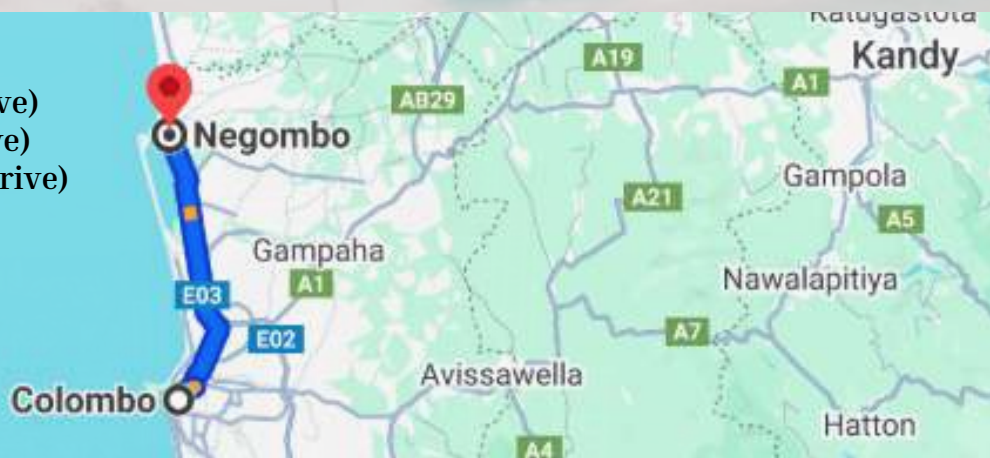 Kandy
A19
A1
ve)
AB29
Negombo
ve)
rive)
Gampola
A21
A5
Gampaha
A1
Nawalapitiya
E03
E02
A7
Avissawella
Colombo
Hatton
A4